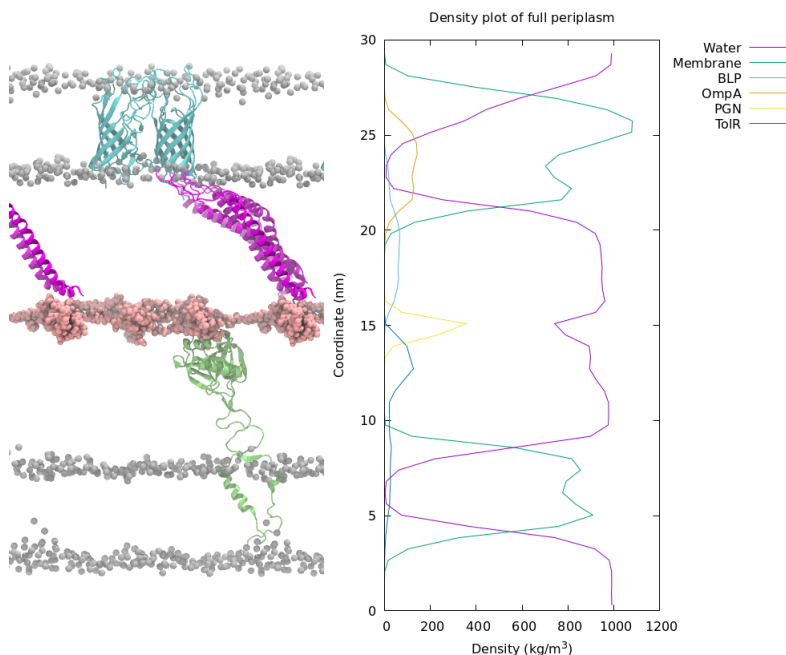 Density plot of full periplasm
Water
Membrane
BLP
OmpA
PGN
TolR
30
25
20
15
10
5
0
Coordinate (nm)
0 200 400 600 800 1000 1200
Density (kg/m³)